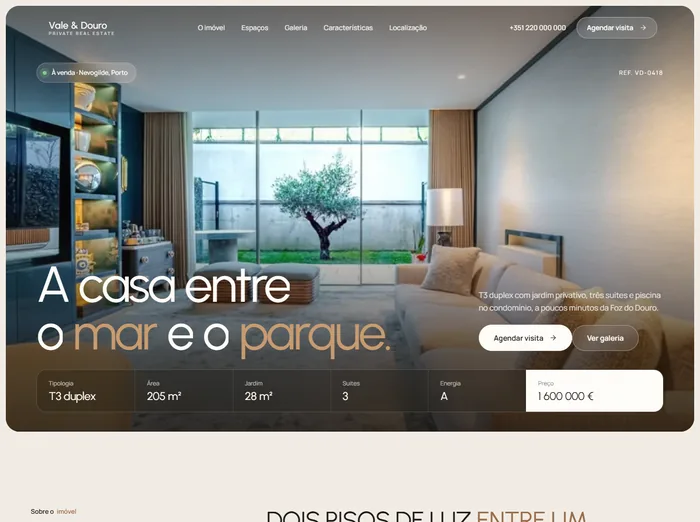 Vale & Douro
PRIVATE REAL ESTATE
O imóvel
Espaços
Galeria
Características
Localização
+351 220 000 000
Agendar visita
À venda · Nevogilde, Porto
REF. VD-0418
A casa entre
o mar e o parque.
T3 duplex com jardim privativo, três suítes e piscina
no condomínio, a poucos minutos da Foz do Douro.
Agendar visita
Ver galeria
Tipologia
T3 duplex
Área
205 m²
Jardim
28 m²
Suítes
3
Energia
A
Preço
1 600 000 €
Sobre o imóvel
DOIS PISOS DE LUZ ENTRE UM